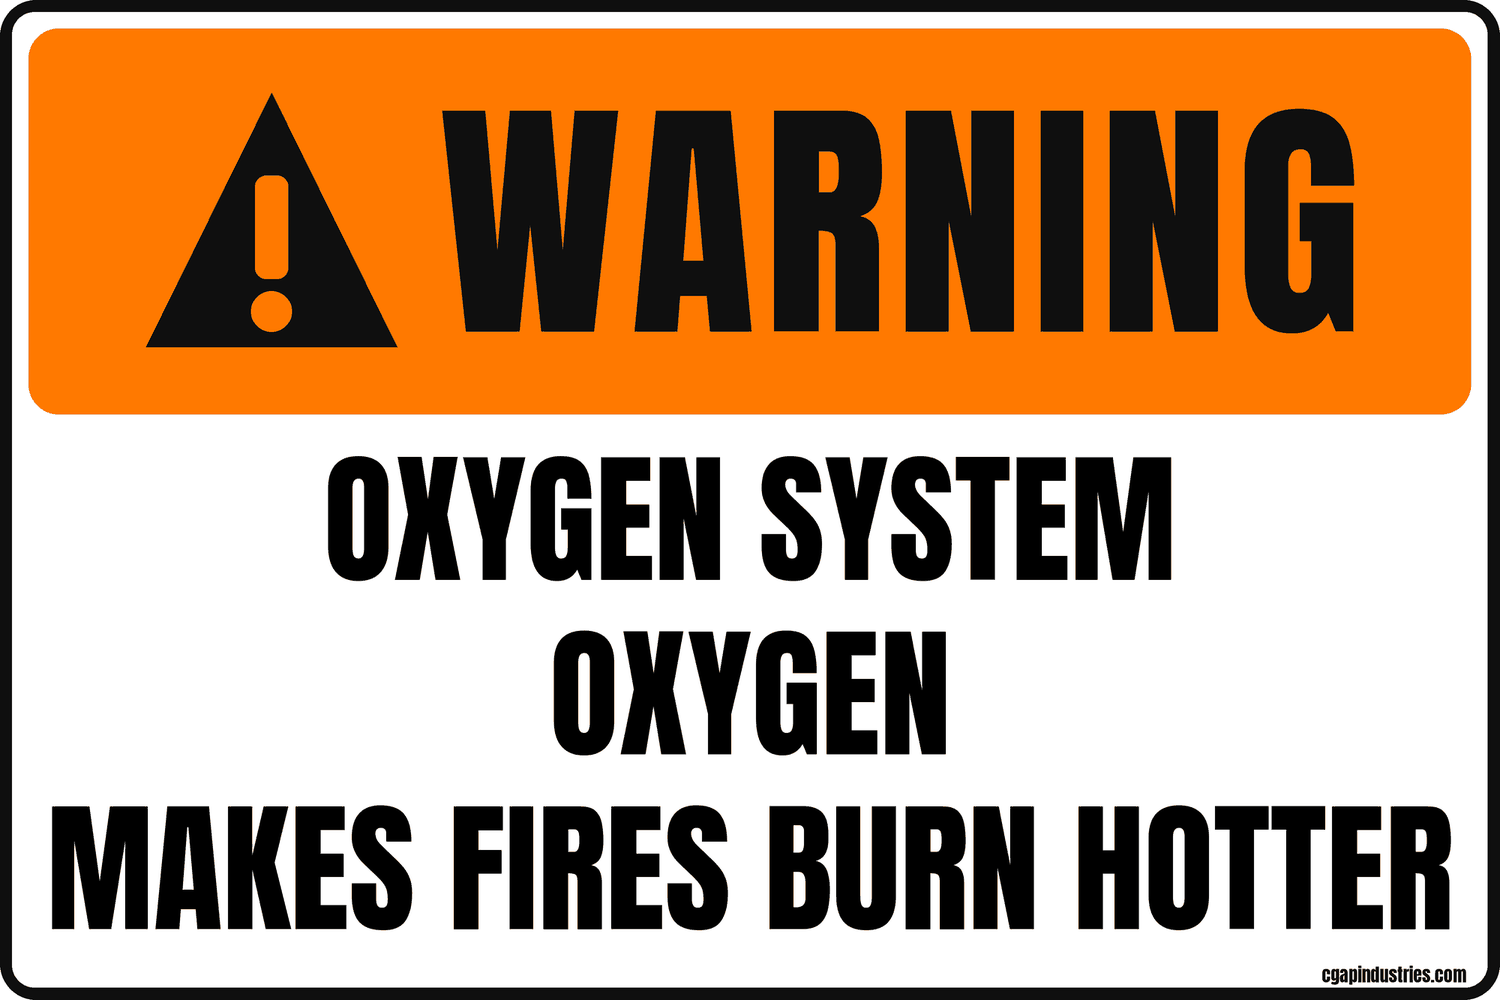 WARNING
OXYGEN SYSTEM
OXYGEN
MAKES FIRES BURN HOTTER
cgapindustries.com